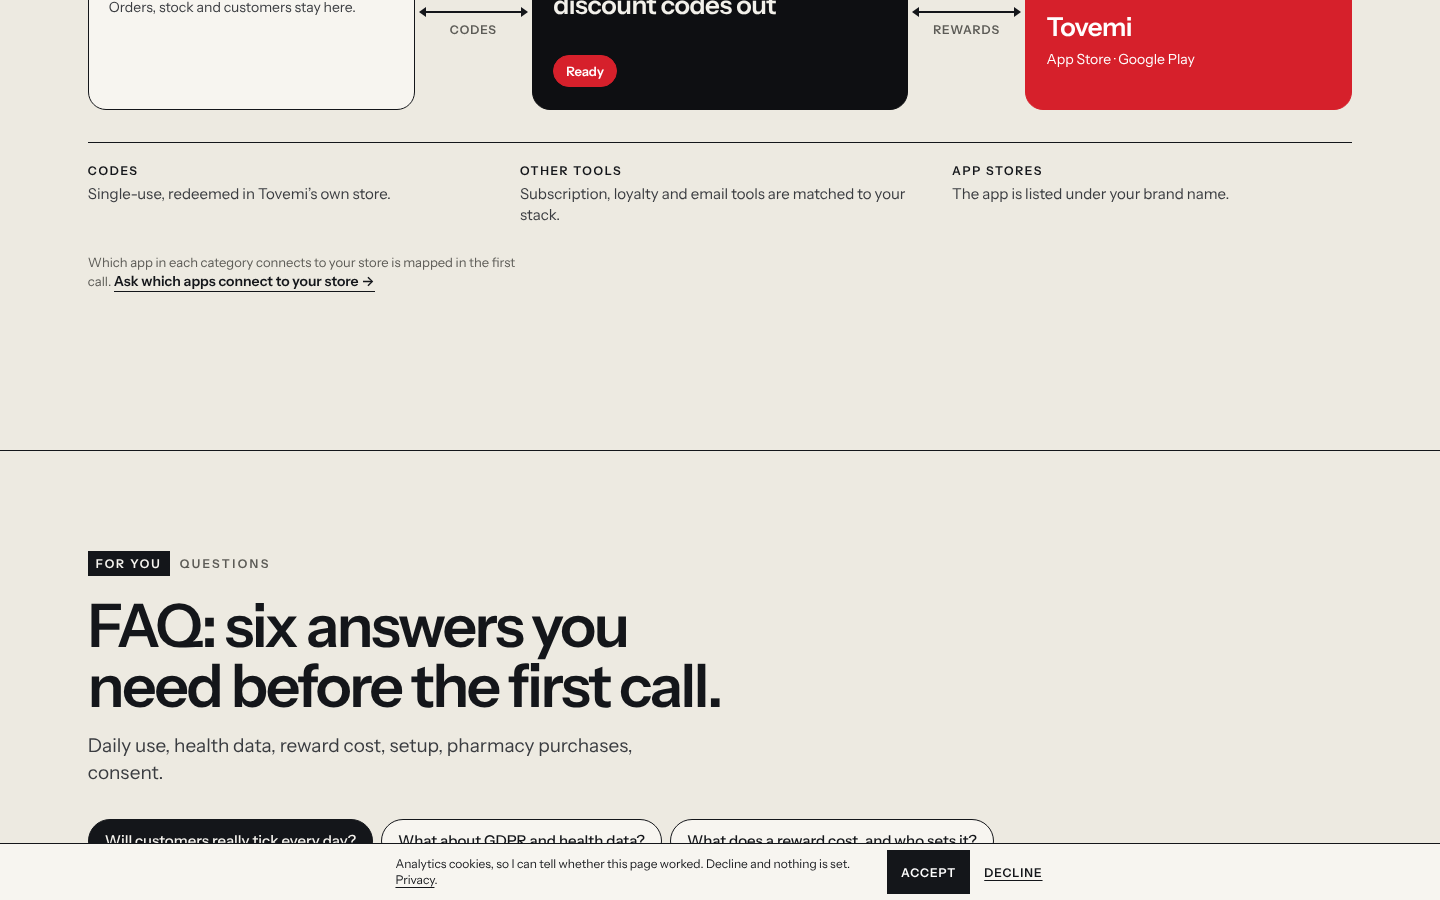 Orders, stock and customers stay here.
CODES
discount codes out
Ready
REWARDS
Tovemi
App Store · Google Play
CODES
Single-use, redeemed in Tovemi’s own store.
OTHER TOOLS
Subscription, loyalty and email tools are matched to your
stack.
APP STORES
The app is listed under your brand name.
Which app in each category connects to your store is mapped in the first
call. Ask which apps connect to your store →
FOR YOU QUESTIONS
FAQ: six answers you
need before the first call.
Daily use, health data, reward cost, setup, pharmacy purchases,
consent.
Will customers really tick every day?
What about GDPR and health data?
What does a reward cost, and who sets it?
Analytics cookies, so I can tell whether this page worked. Decline and nothing is set.
Privacy.
ACCEPT
DECLINE